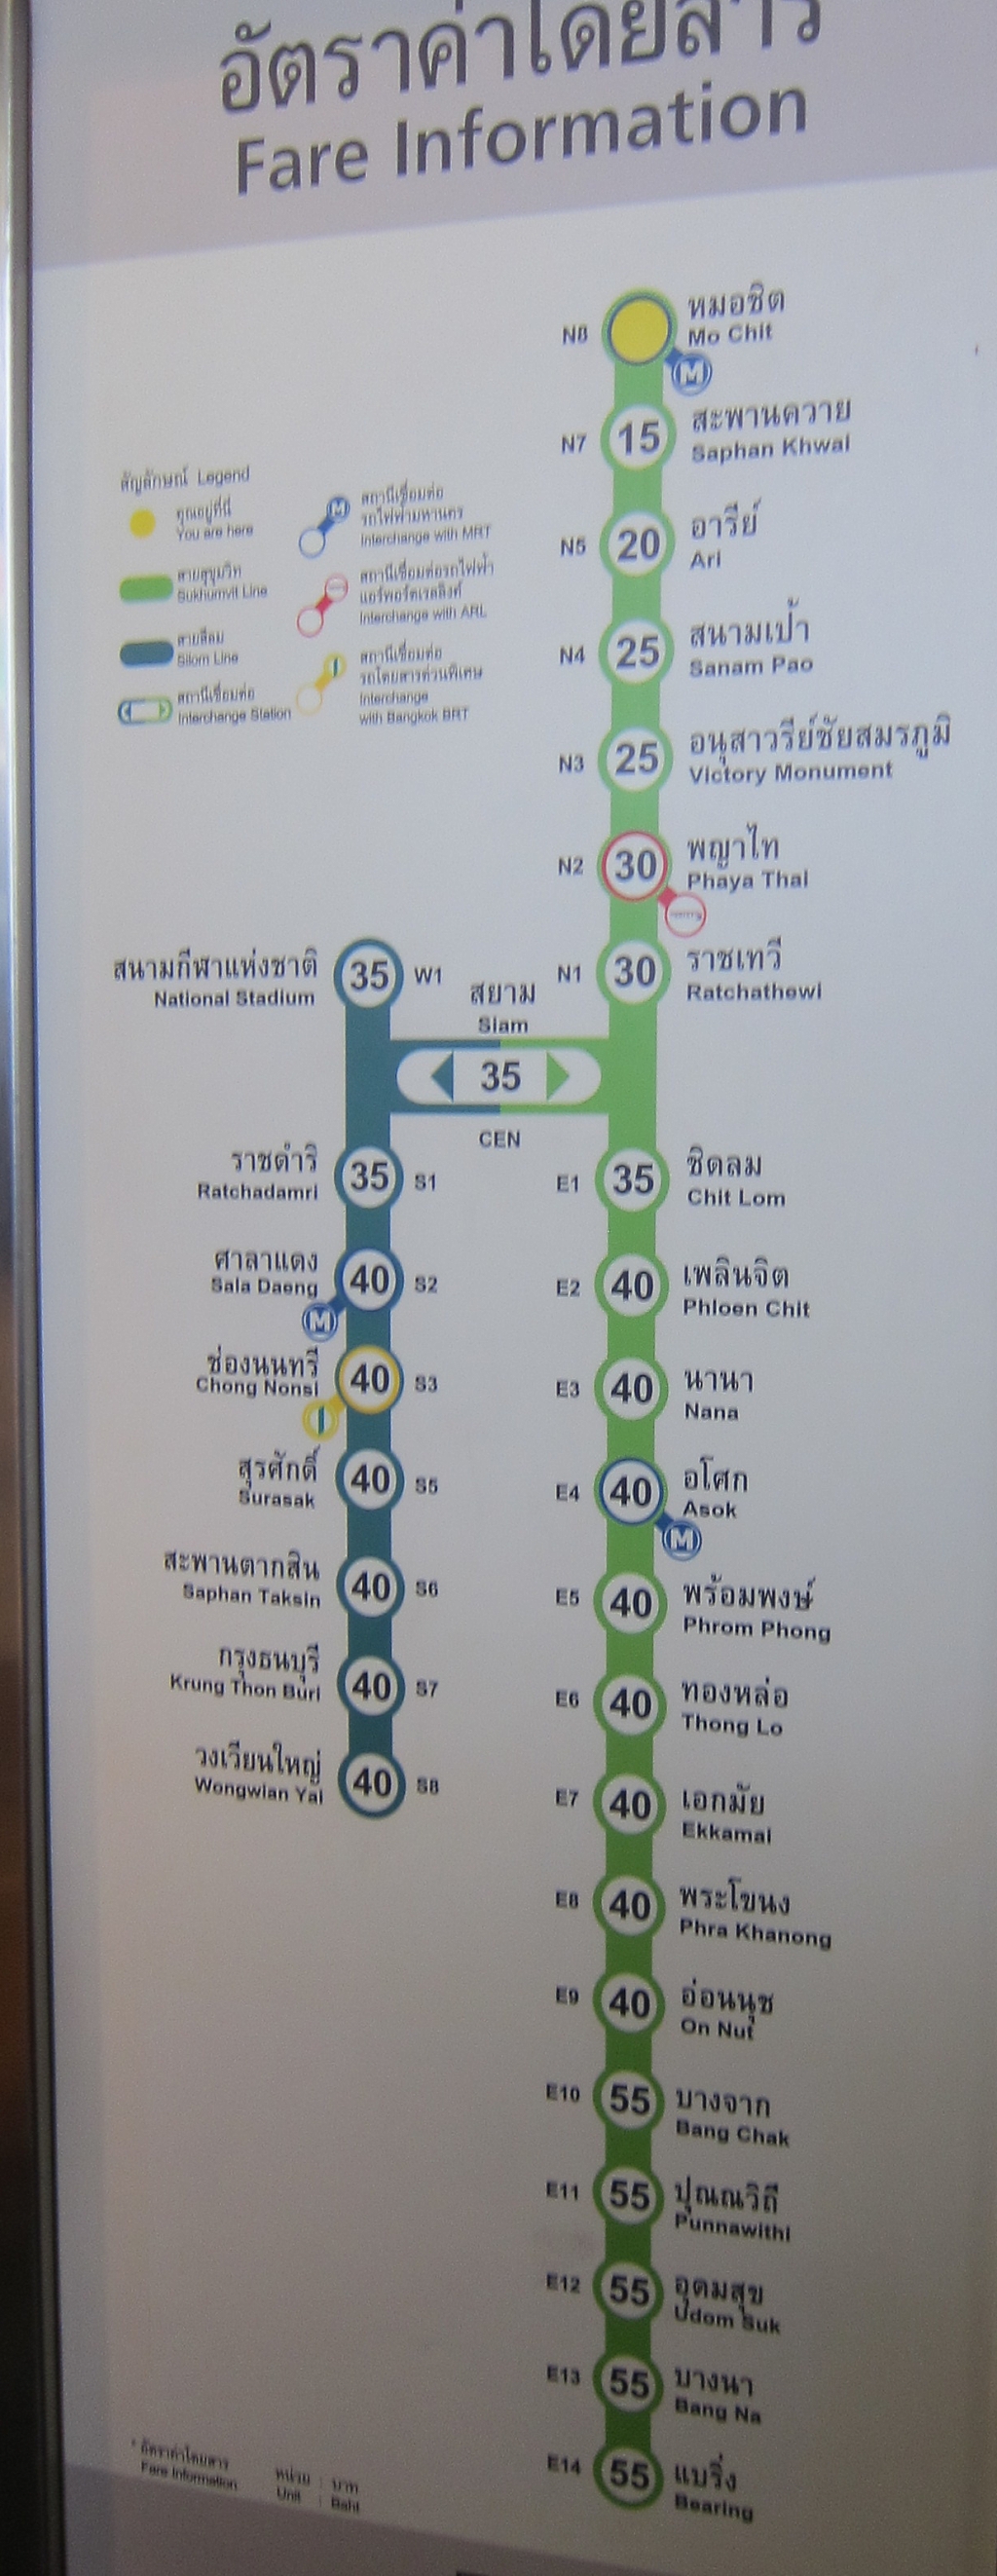 อัตราค่าโดยสาร
Fare Information
N8
หมอชิต
Mo Chit
M
N7
15
สะพานควาย
Saphan Khwai
N5
20
อารีย์
Ari
N4
25
สนามเป้า
Sanam Pao
N3
25
อนุสาวรีย์ชัยสมรภูมิ
Victory Monument
N2
30
พญาไท
Phaya Thai
N1
30
ราชเทวี
Ratchathewi
สัญลักษณ์ Legend
คุณอยู่ที่นี่
You are here
สายสุขุมวิท
Sukhumvit Line
สายสีลม
Silom Line
สถานีเชื่อมต่อ
Interchange Station
M
สถานีเชื่อมต่อ
รถไฟฟ้ามหานคร
Interchange with MRT
สถานีเชื่อมต่อรถไฟฟ้า
แอร์พอร์ตเรลลิงก์
Interchange with ARL
สถานีเชื่อมต่อ
รถโดยสารด่วนพิเศษ
Interchange
with Bangkok BRT
สนามกีฬาแห่งชาติ
National Stadium
35
W1
สยาม
Siam
35
CEN
ราชดำริ
Ratchadamri
35
S1
ศาลาแดง
Sala Daeng
40
S2
M
ช่องนนทรี
Chong Nonsi
40
S3
สุรศักดิ์
Surasak
40
S5
สะพานตากสิน
Saphan Taksin
40
S6
กรุงธนบุรี
Krung Thon Buri
40
S7
วงเวียนใหญ่
Wongwian Yai
40
S8
E1
35
ชิดลม
Chit Lom
E2
40
เพลินจิต
Phloen Chit
E3
40
นานา
Nana
E4
40
อโศก
Asok
M
E5
40
พร้อมพงษ์
Phrom Phong
E6
40
ทองหล่อ
Thong Lo
E7
40
เอกมัย
Ekkamai
E8
40
พระโขนง
Phra Khanong
E9
40
อ่อนนุช
On Nut
E10
55
บางจาก
Bang Chak
E11
55
ปุณณวิถี
Punnawithi
E12
55
อุดมสุข
Udom Suk
E13
55
บางนา
Bang Na
E14
55
แบริ่ง
Bearing
* อัตราค่าโดยสาร
Fare Information
หน่วย : บาท
Unit : Baht